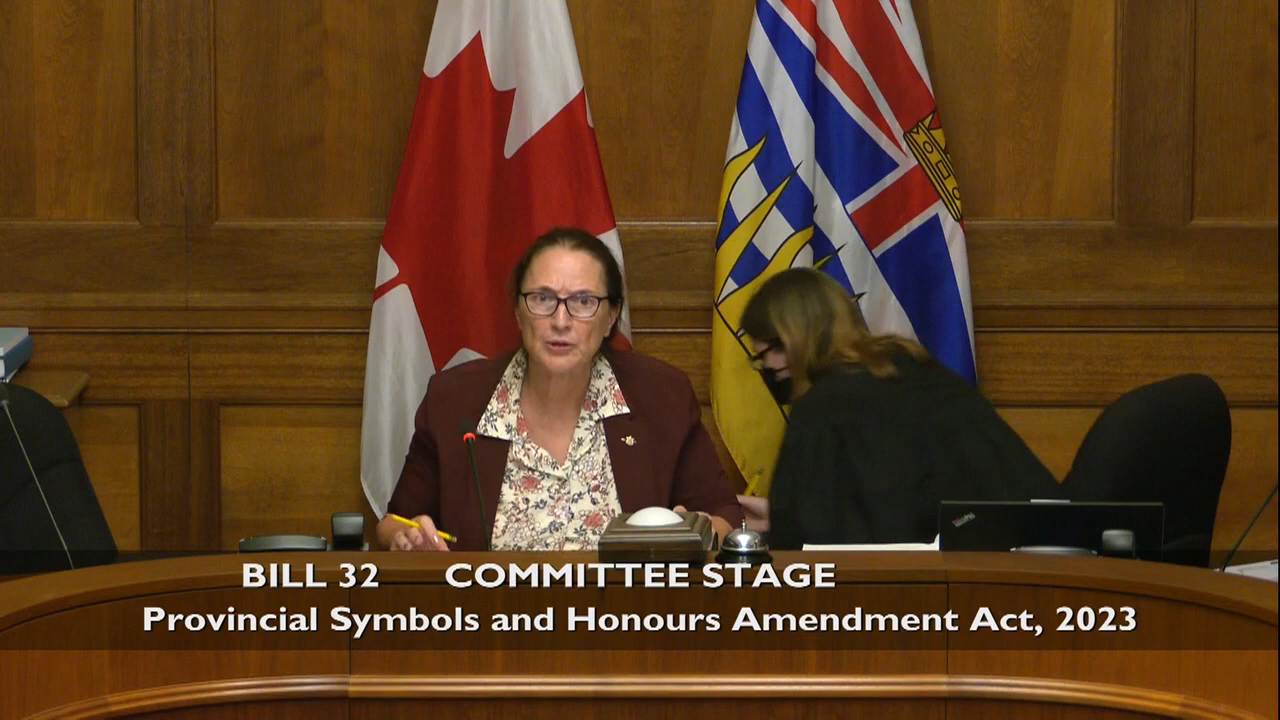 BILL 32 COMMITTEE STAGE
Provincial Symbols and Honours Amendment Act, 2023